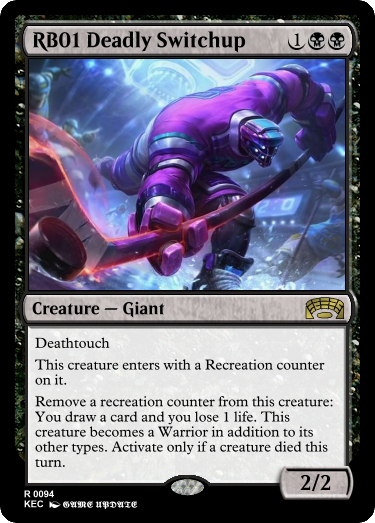 RB01 Deadly Switchup 1
Creature — Giant
Deathtouch
This creature enters with a Recreation counter
on it.
Remove a recreation counter from this creature:
You draw a card and you lose 1 life. This
creature becomes a Warrior in addition to its
other types. Activate only if a creature died this
turn.
2/2
R 0094
KEC GAME UPDATE